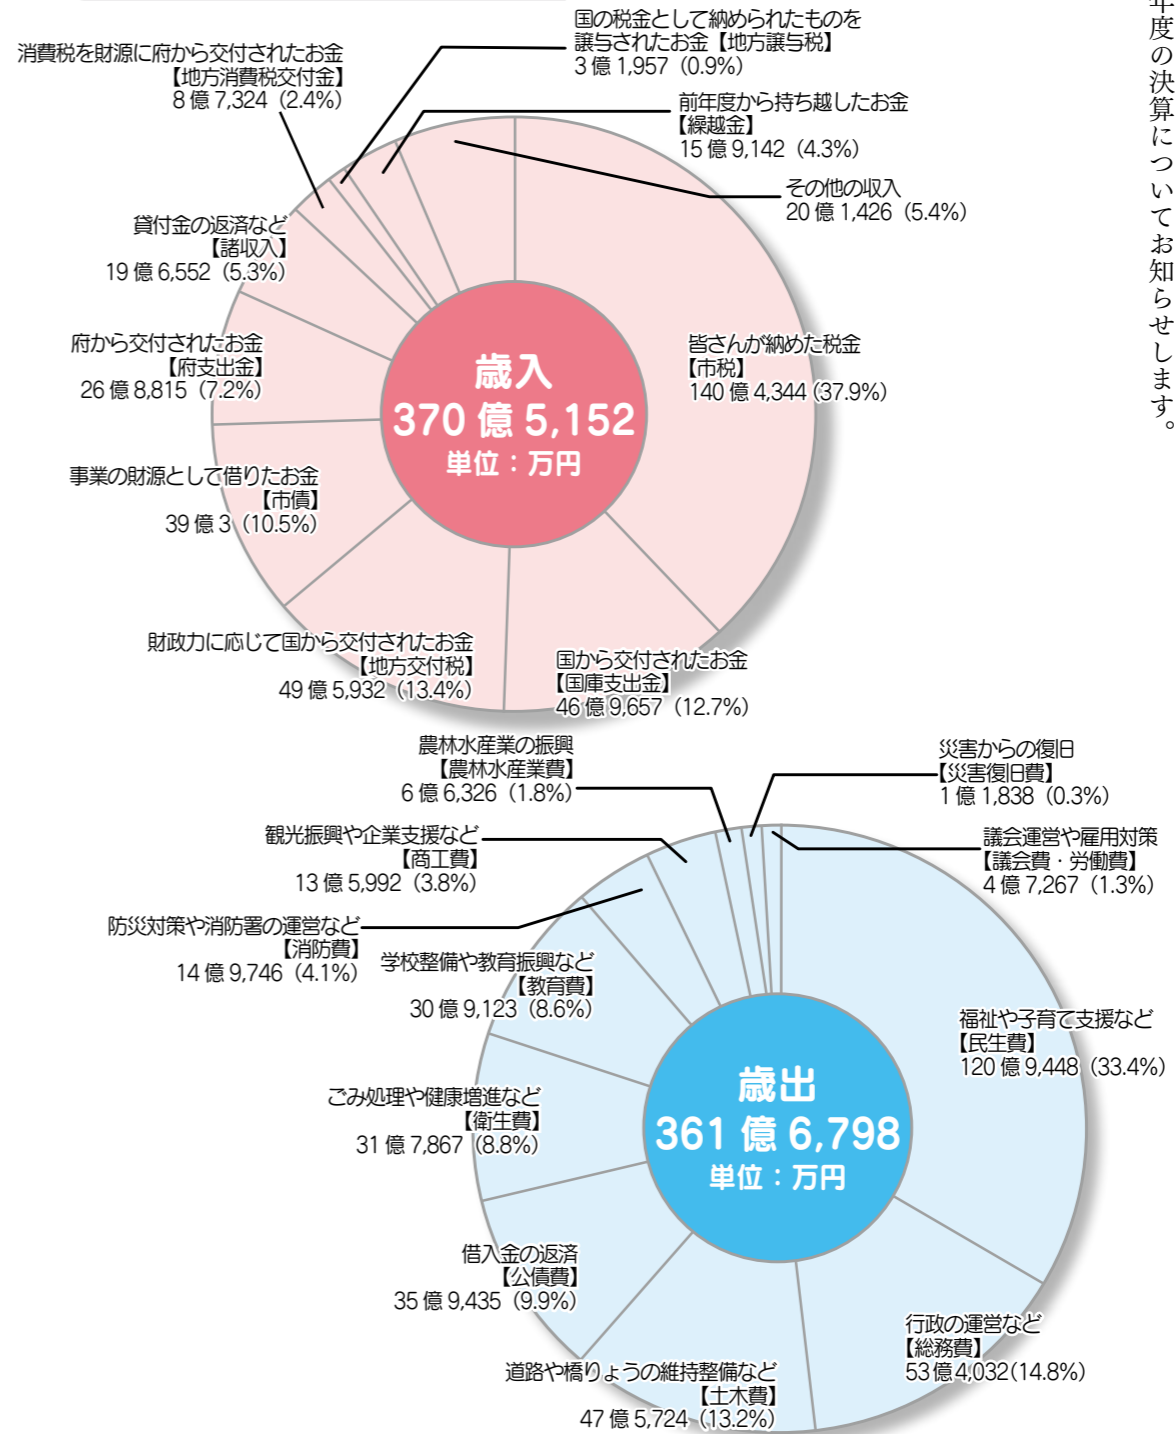 年度の決算についてお知らせします。
国の税金として納められたものを
譲与されたお金【地方譲与税】
3億1,957（0.9%）
消費税を財源に府から交付されたお金
【地方消費税交付金】
8億7,324（2.4%）
前年度から持ち越したお金
【繰越金】
15億9,142（4.3%）
その他の収入
20億1,426（5.4%）
貸付金の返済など
【諸収入】
19億6,552（5.3%）
府から交付されたお金
【府支出金】
26億8,815（7.2%）
皆さんが納めた税金
【市税】
140億4,344(37.9%）
歳入
370億5,152
単位：万円
事業の財源として借りたお金
【市債】
39億3（10.5%）
財政力に応じて国から交付されたお金
【地方交付税】
49億5,932（13.4%）
国から交付されたお金
【国庫支出金】
46億9,657（12.7%）
農林水産業の振興
【農林水産業費】
6億6,326（1.8%）
災害からの復旧
【災害復旧費】
1億1,838（0.3%）
観光振興や企業支援など
【商工費】
13億5,992（3.8%）
議会運営や雇用対策
【議会費・労働費】
4億7,267（1.3%）
防災対策や消防署の運営など
【消防費】
14億9,746（4.1%）
学校整備や教育振興など
【教育費】
30億9,123（8.6%）
福祉や子育て支援など
【民生費】
120億9,448（33.4%）
歳出
361億6,798
単位：万円
ごみ処理や健康増進など
【衛生費】
31億7,867（8.8%）
借入金の返済
【公債費】
35億9,435（9.9%）
行政の運営など
【総務費】
53億4,032(14.8%）
道路や橋りょうの維持整備など
【土木費】
47億5,724（13.2%）